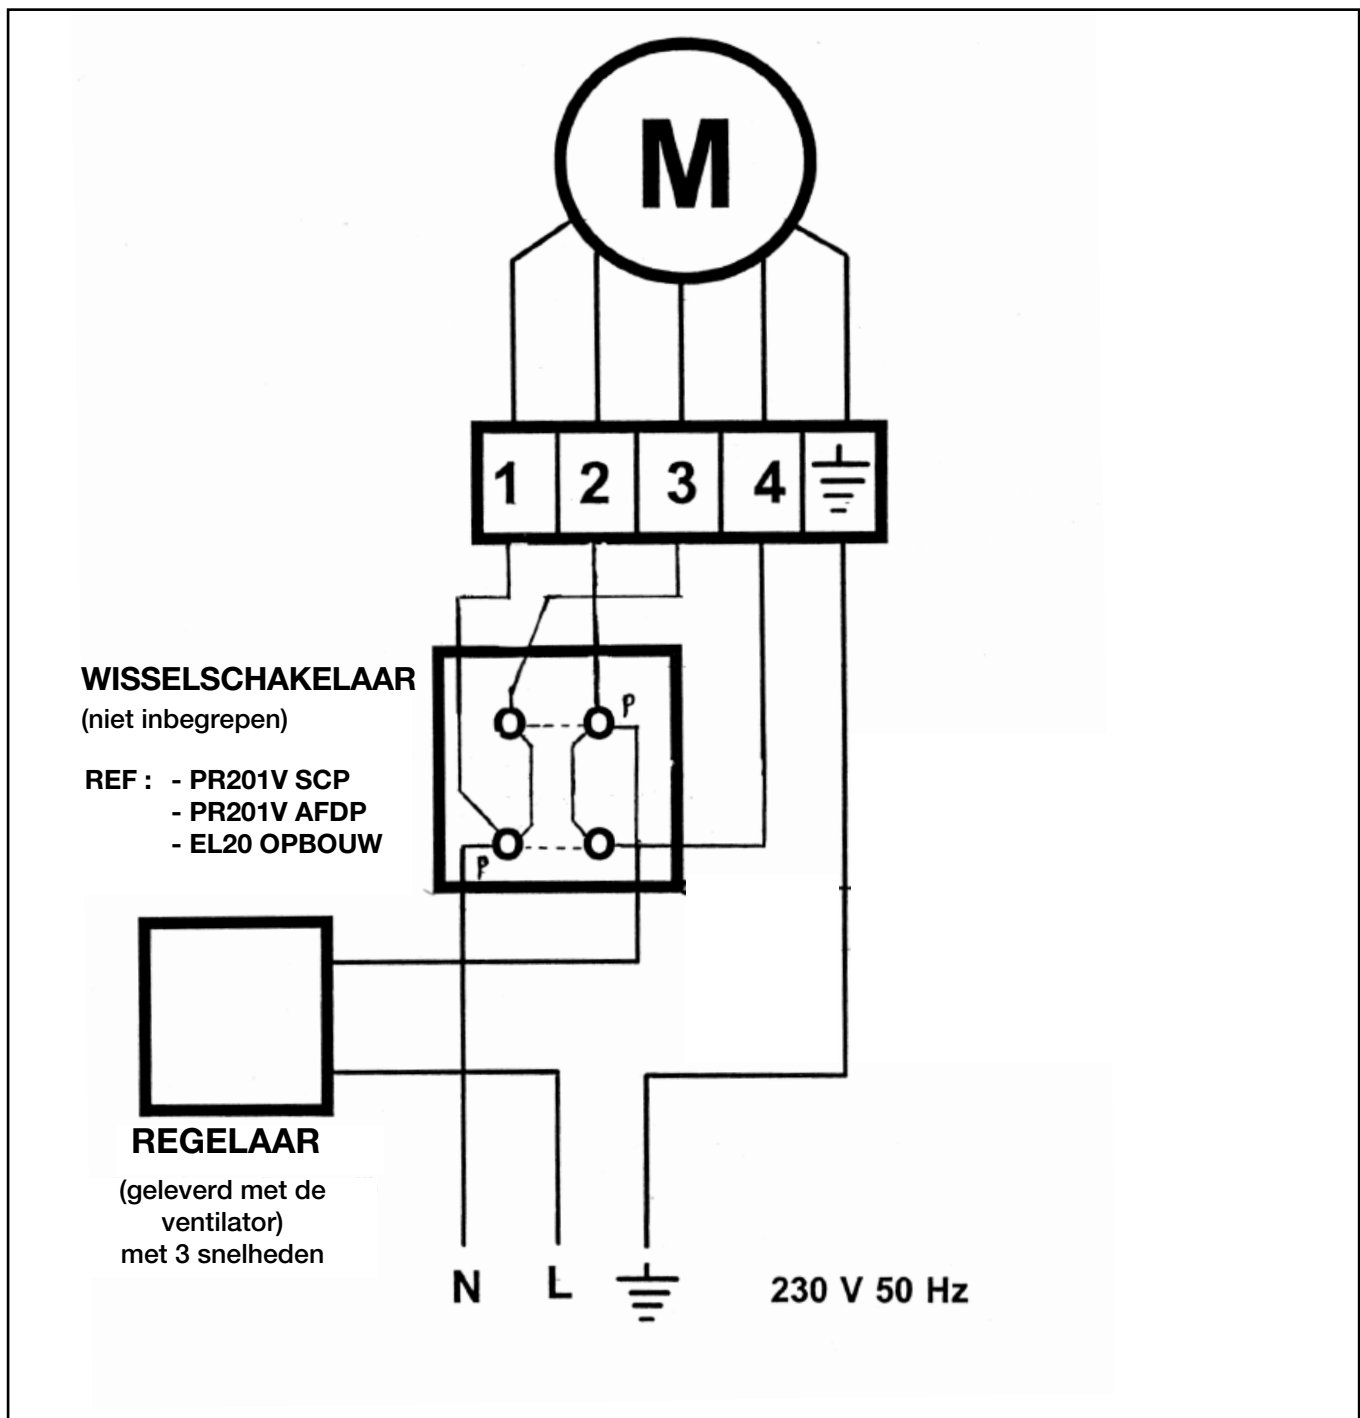 M
1 2 3 4
WISSELSCHAKELAAR
(niet inbegrepen)
REF : - PR201V SCP
- PR201V AFDP
- EL20 OPBOUW
P
P
REGELAAR
(geleverd met de
ventilator)
met 3 snelheden
N L 230 V 50 Hz